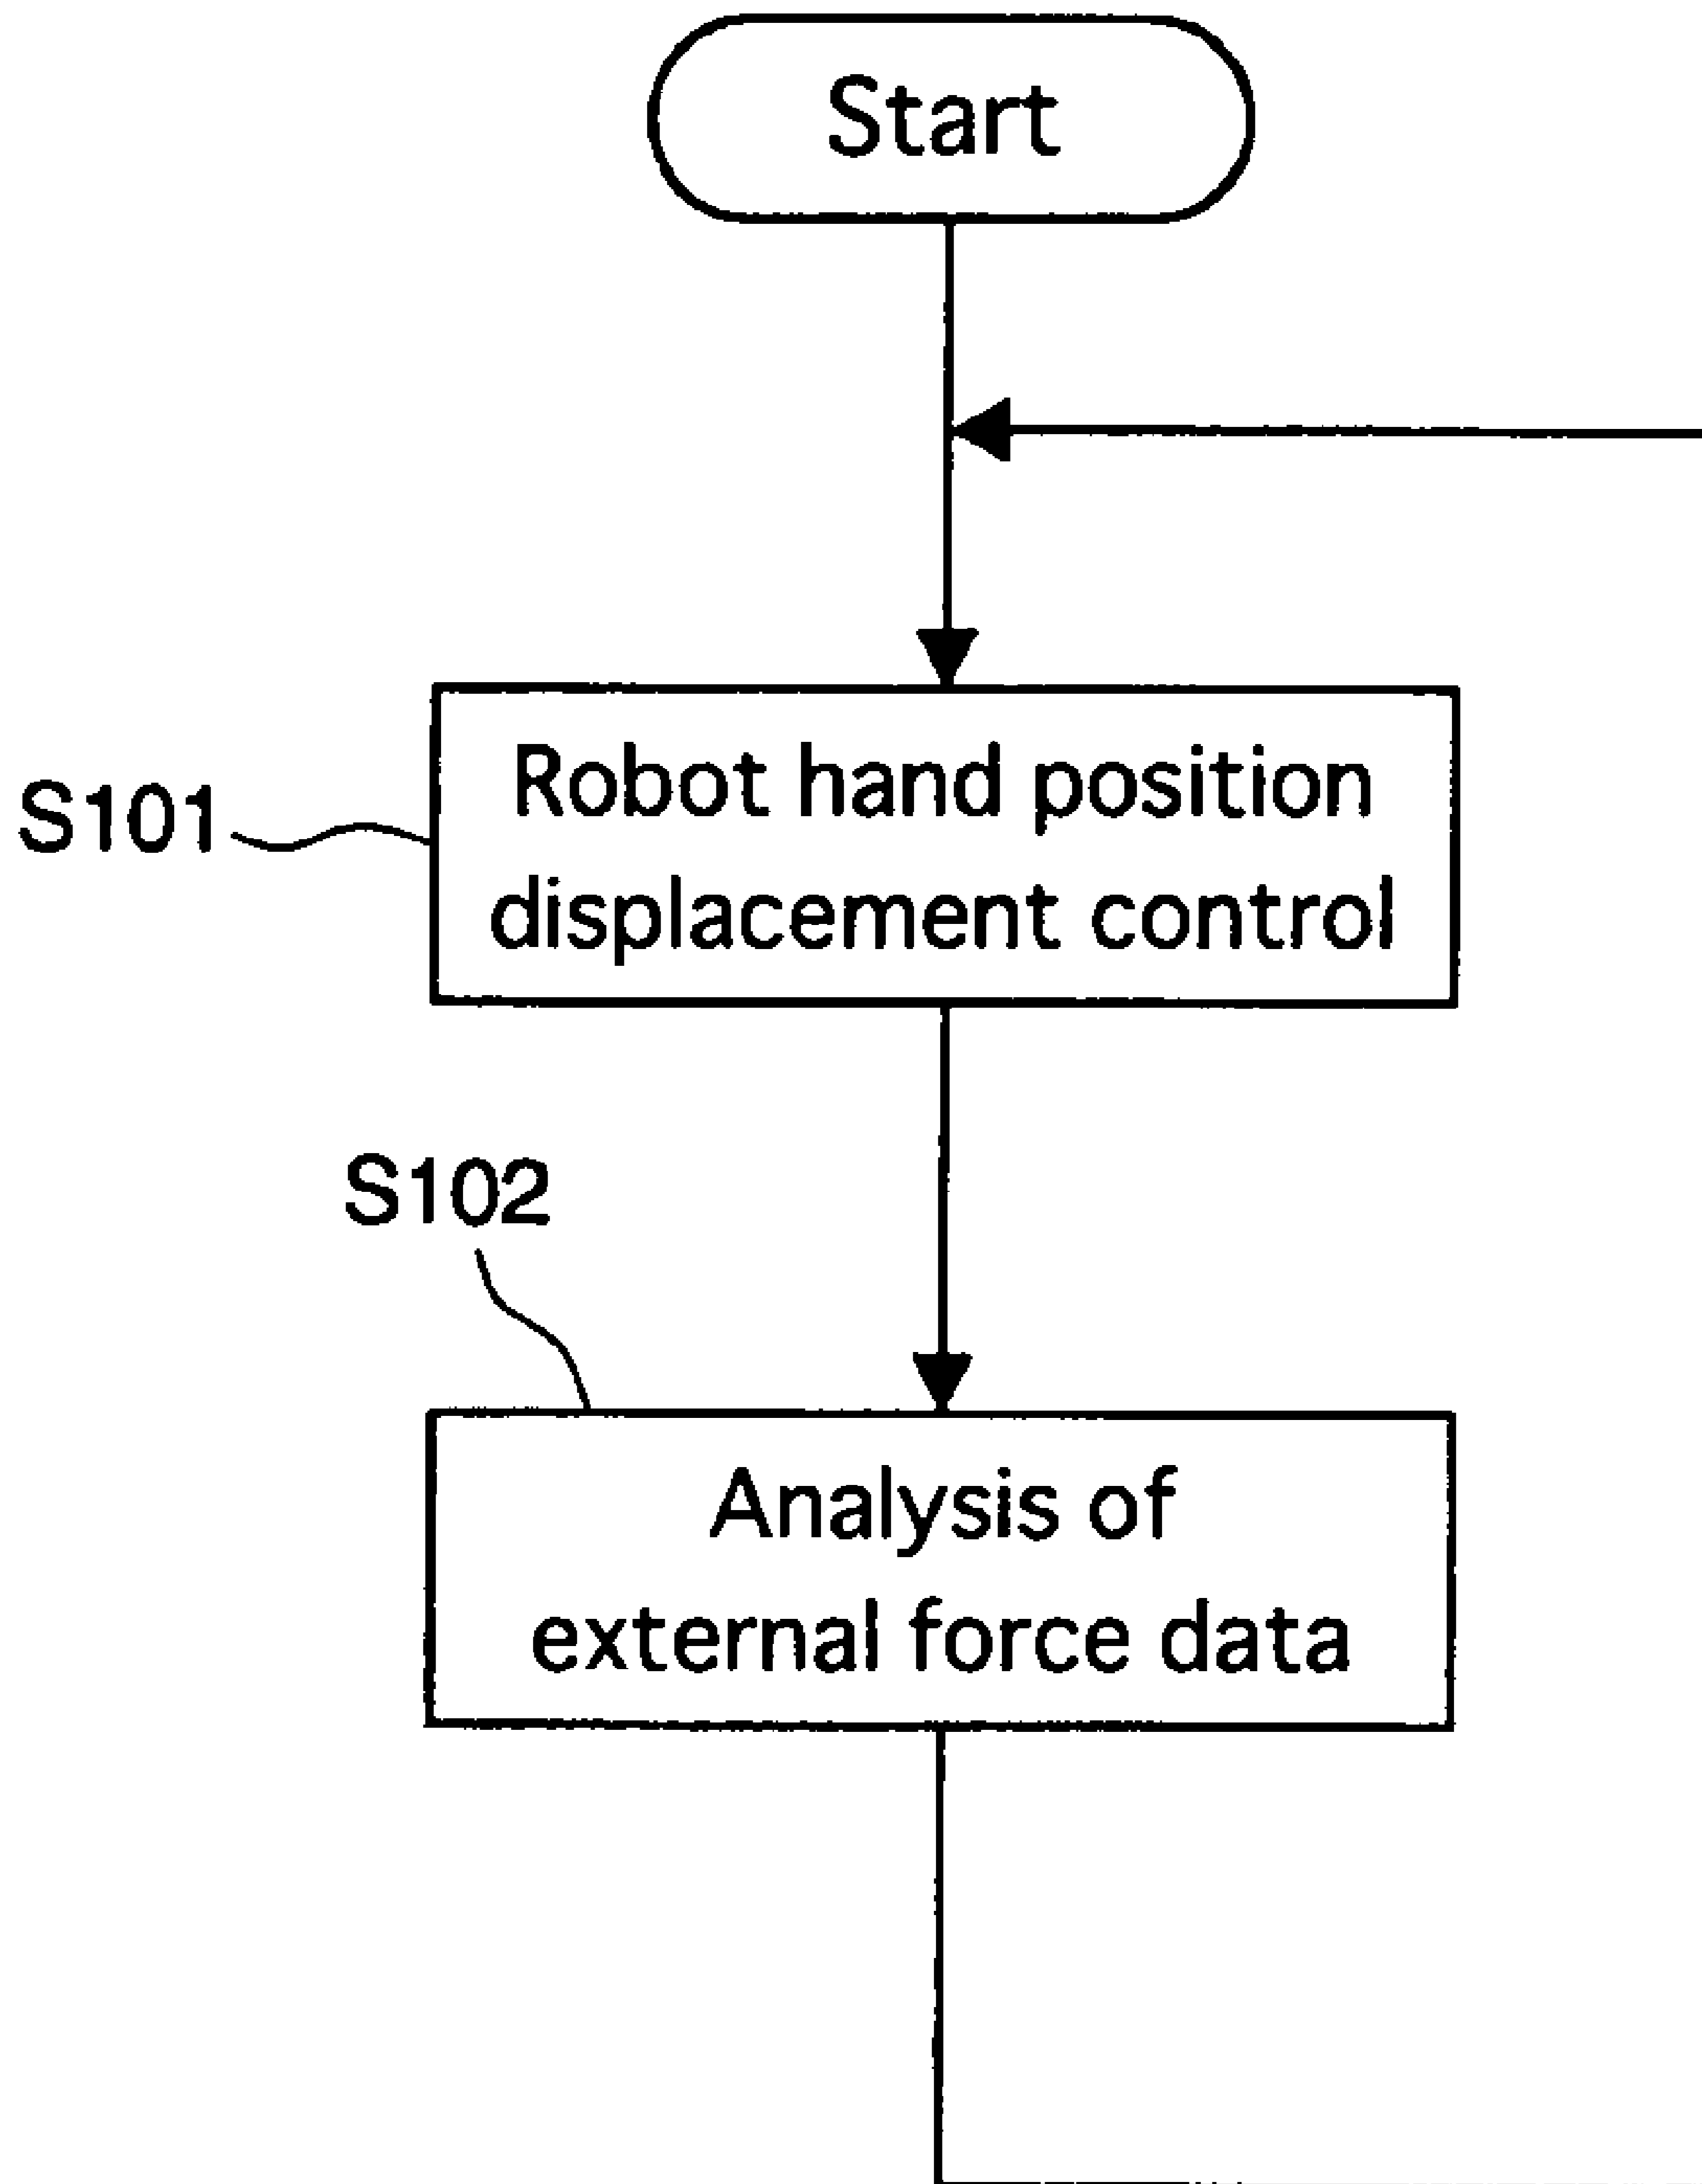 Start
S101
Robot hand position
displacement control
S102
Analysis of
external force data